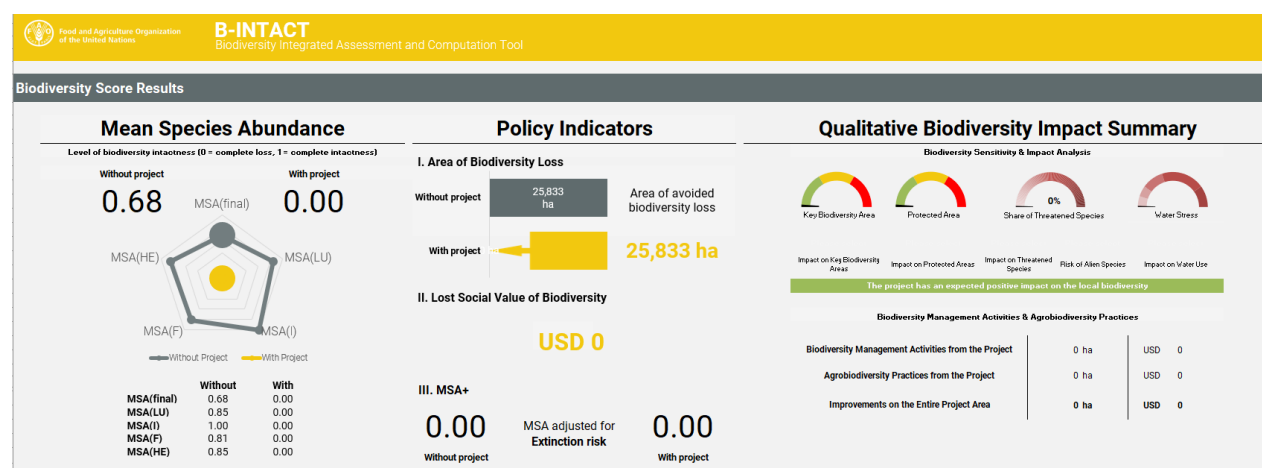 Food and Agriculture Organization
of the United Nations
B-INTACT
Biodiversity Integrated Assessment and Computation Tool
Biodiversity Score Results
Mean Species Abundance
Level of biodiversity intactness (0 = complete loss, 1 = complete intactness)
Without project
With project
0.68
0.00
MSA(final)
MSA(HE)
MSA(LU)
MSA(F)
MSA(I)
Without Project
With Project
Without With
MSA(final) 0.68 0.00
MSA(LU) 0.85 0.00
MSA(I) 1.00 0.00
MSA(F) 0.81 0.00
MSA(HE) 0.85 0.00
Policy Indicators
I. Area of Biodiversity Loss
Without project
25,833
ha
Area of avoided
biodiversity loss
With project
25,833 ha
II. Lost Social Value of Biodiversity
USD 0
III. MSA+
0.00
MSA adjusted for
Extinction risk
0.00
Without project
With project
Qualitative Biodiversity Impact Summary
Biodiversity Sensitivity & Impact Analysis
0%
Key Biodiversity Area
Protected Area
Share of Threatened Species
Water Stress
Impact on Key Biodiversity
Areas
Impact on Protected Areas
Impact on Threatened
Species
Risk of Alien Species
Impact on Water Use
The project has an expected positive impact on the local biodiversity
Biodiversity Management Activities & Agrobiodiversity Practices
Biodiversity Management Activities from the Project 0 ha USD 0
Agrobiodiversity Practices from the Project 0 ha USD 0
Improvements on the Entire Project Area 0 ha USD 0